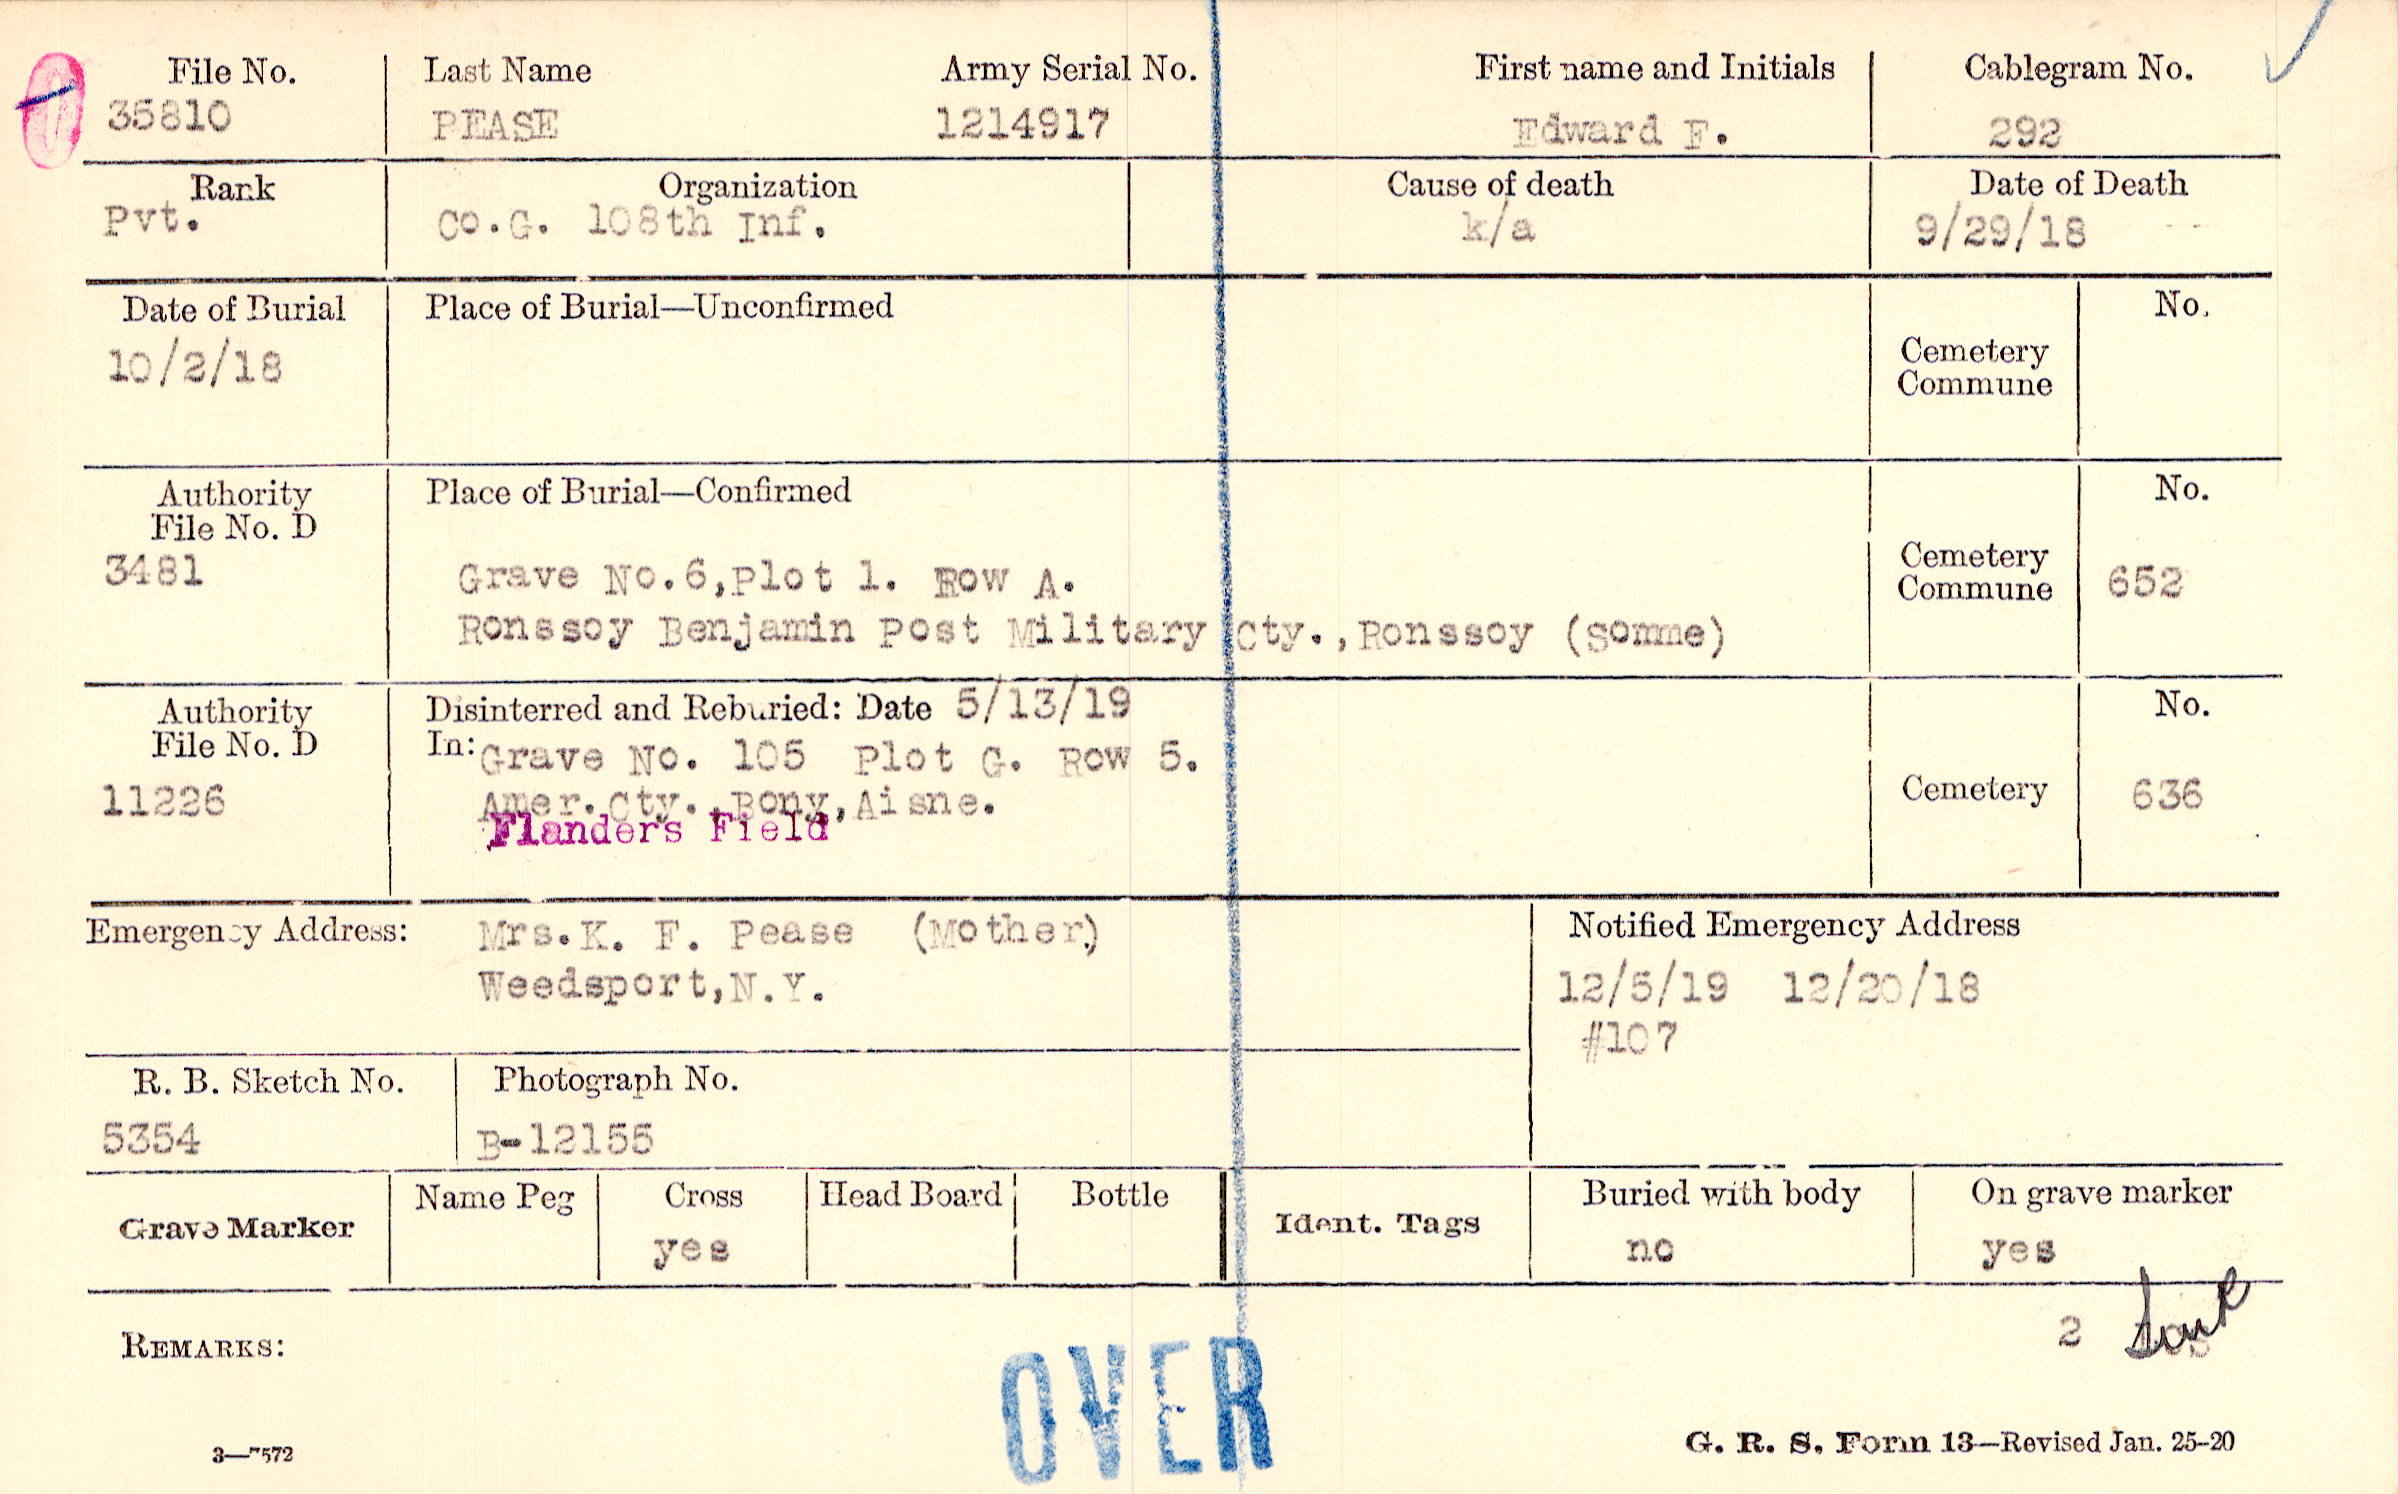 File No. Last Name Army Serial No. First name and Initials Cablegram No.
35810 PEASE 1214917 Edward F. 292
Rank Organization Cause of death Date of Death
Pvt. Co.G. 108th Inf. k/a 9/29/18
Date of Burial Place of Burial—Unconfirmed No.
10/2/18
Cemetery
Commune
Authority Place of Burial—Confirmed No.
File No. D
3481
Grave No.6,Plot 1. Row A.
Ronssoy Benjamin Post Military Cty.,Ronssoy (Somme)
Cemetery
Commune 652
Authority Disinterred and Reburied: Date 5/13/19 No.
File No. D In: Grave No. 105 Plot G. Row 5.
11226 Amer.Cty.,Bony,Aisne. Cemetery 636
Flanders Field
Emergency Address: Mrs.K. F. Pease (Mother)
Weedsport,N.Y.
Notified Emergency Address
12/5/19 12/20/18
#107
R. B. Sketch No. Photograph No.
5354 B-12155
Grave Marker Name Peg Cross Head Board Bottle Ident. Tags Buried with body On grave marker
yes no yes
2
REMARKS:
OVER
3—7572 G. R. S. Form 13—Revised Jan. 25-20